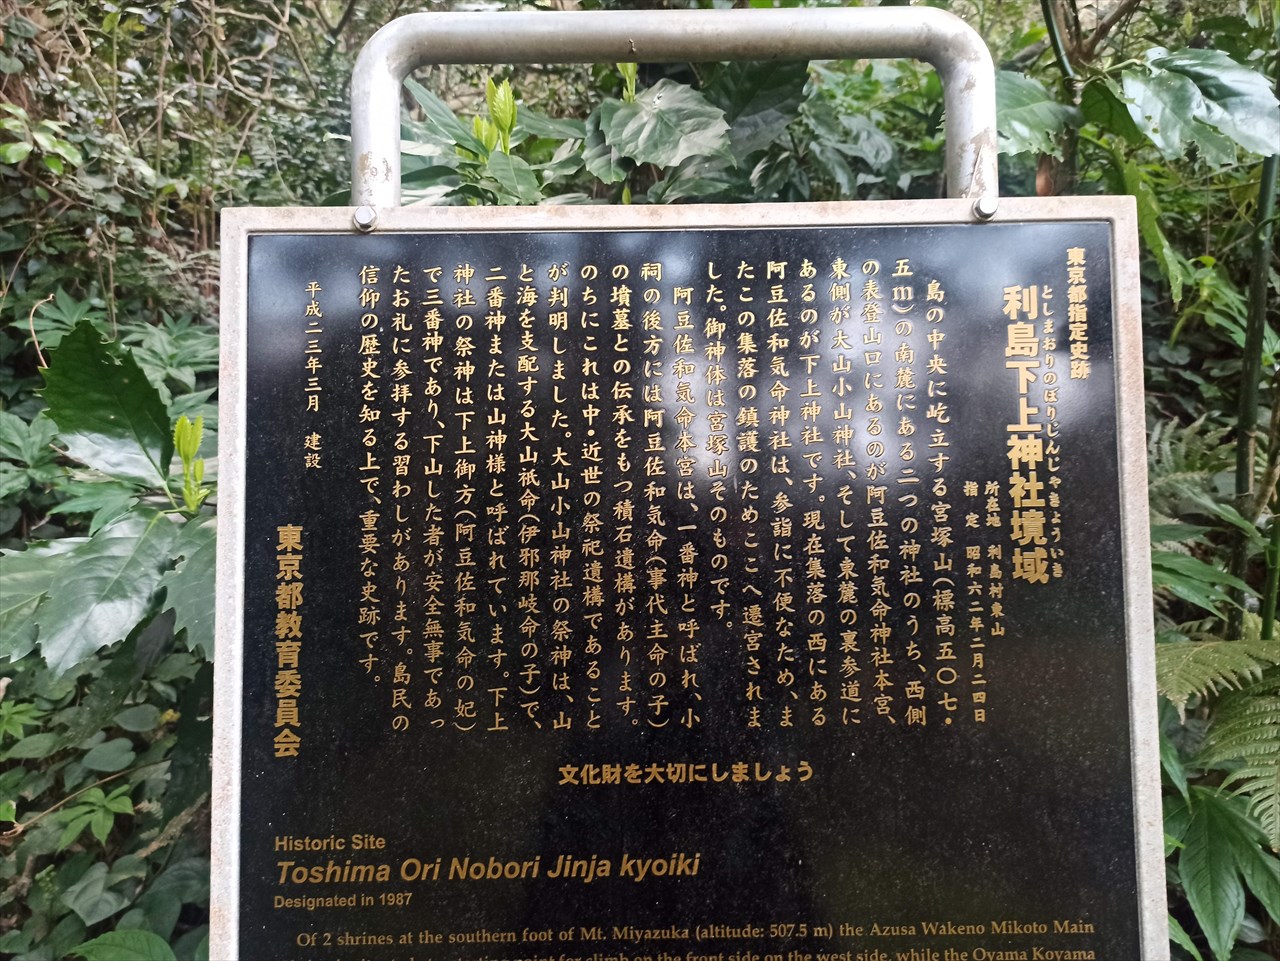 東京都指定史跡
としまおりのぼりじんじゃきょういき
利島下上神社境域
所在地 利島村東山
指定 昭和六二年二月二四日
島の中央に屹立する宮塚山(標高五〇七・
五m)の南麓にある二つの神社のうち、西側
の表登山口にあるのが阿豆佐和気命神社本宮、
東側が大山小山神社、そして東麓の裏参道に
あるのが下上神社です。現在集落の西にある
阿豆佐和気命神社は、参詣に不便なため、ま
たこの集落の鎮護のためここへ遷宮されま
した。御神体は宮塚山そのものです。
阿豆佐和気命本宮は、一番神と呼ばれ、小
祠の後方には阿豆佐和気命(事代主命の子)
の墳墓との伝承をもつ積石遺構があります。
のちにこれは中・近世の祭祀遺構であること
が判明しました。大山小山神社の祭神は、山
と海を支配する大山祇命(伊邪那岐命の子)で、
二番神または山神様と呼ばれています。下上
神社の祭神は下上御方(阿豆佐和気命の妃)
で三番神であり、下山した者が安全無事であっ
たお礼に参拝する習わしがあります。島民の
信仰の歴史を知る上で、重要な史跡です。
平成二三年三月 建設
東京都教育委員会
文化財を大切にしましょう
Historic Site
Toshima Ori Nobori Jinja kyoiki
Designated in 1987
Of 2 shrines at the southern foot of Mt. Miyazuka (altitude: 507.5 m) the Azusa Wakeno Mikoto Main
point for climb on the front side on the west side, while the Oyama Koyama